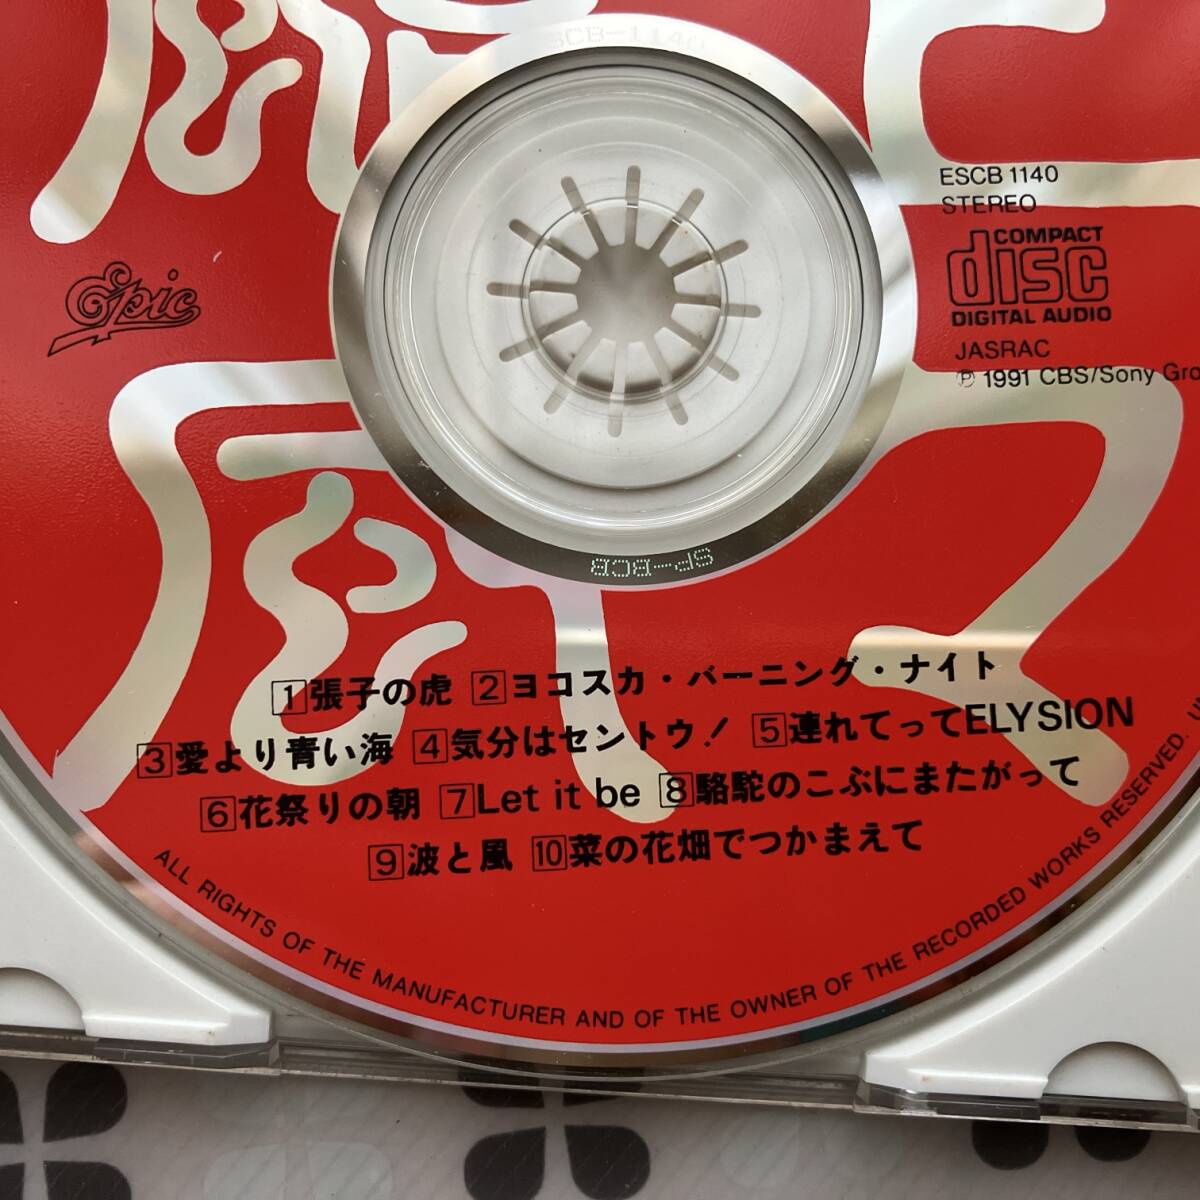 ESCB 1140
STEREO
COMPACT
disc
DIGITAL AUDIO
JASRAC
Ⓟ 1991 CBS/Sony
Epic
SP-BCB
1 張子の虎 2 ヨコスカ・バーニング・ナイト
3 愛より青い海 4 気分はセントウ! 5 連れてってELYSION
6 花祭りの朝 7 Let it be 8 駱駝のこぶにまたがって
9 波と風 10 菜の花畑でつかまえて
ALL RIGHTS OF THE MANUFACTURER AND OF THE OWNER OF THE RECORDED WORKS RESERVED.